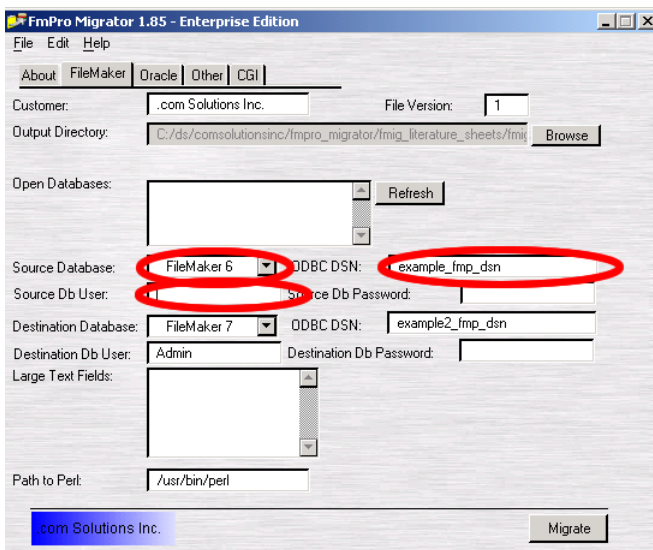 FmPro Migrator 1.85 - Enterprise Edition
File Edit Help
About FileMaker Oracle Other CGI
Customer: .com Solutions Inc. File Version: 1
Output Directory: C:/ds/comsolutionsinc/fmpro_migrator/fmig_literature_sheets/fmig Browse
Open Databases: Refresh
Source Database: FileMaker 6 ODBC DSN: example_fmp_dsn
Source Db User: Source Db Password:
Destination Database: FileMaker 7 ODBC DSN: example2_fmp_dsn
Destination Db User: Admin Destination Db Password:
Large Text Fields:
Path to Perl: /usr/bin/perl
.com Solutions Inc. Migrate